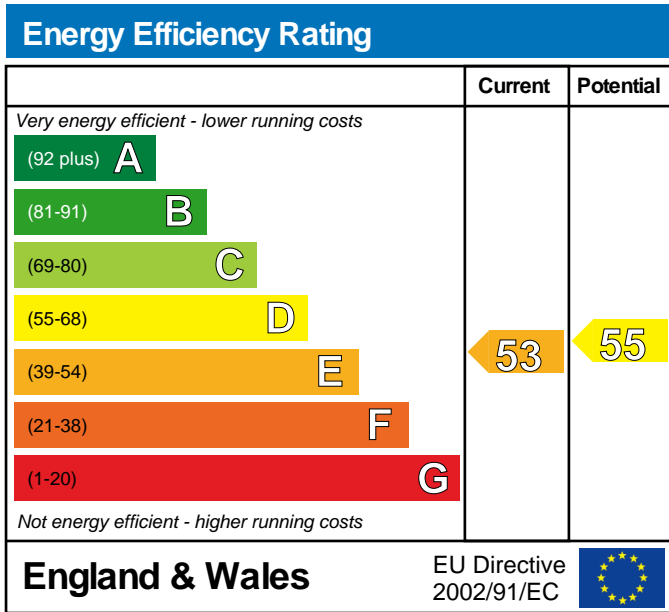 Energy Efficiency Rating
Current Potential
Very energy efficient - lower running costs
(92 plus) A
(81-91) B
(69-80) C
(55-68) D
(39-54) E
53
55
(21-38) F
(1-20) G
Not energy efficient - higher running costs
England & Wales
EU Directive
2002/91/EC